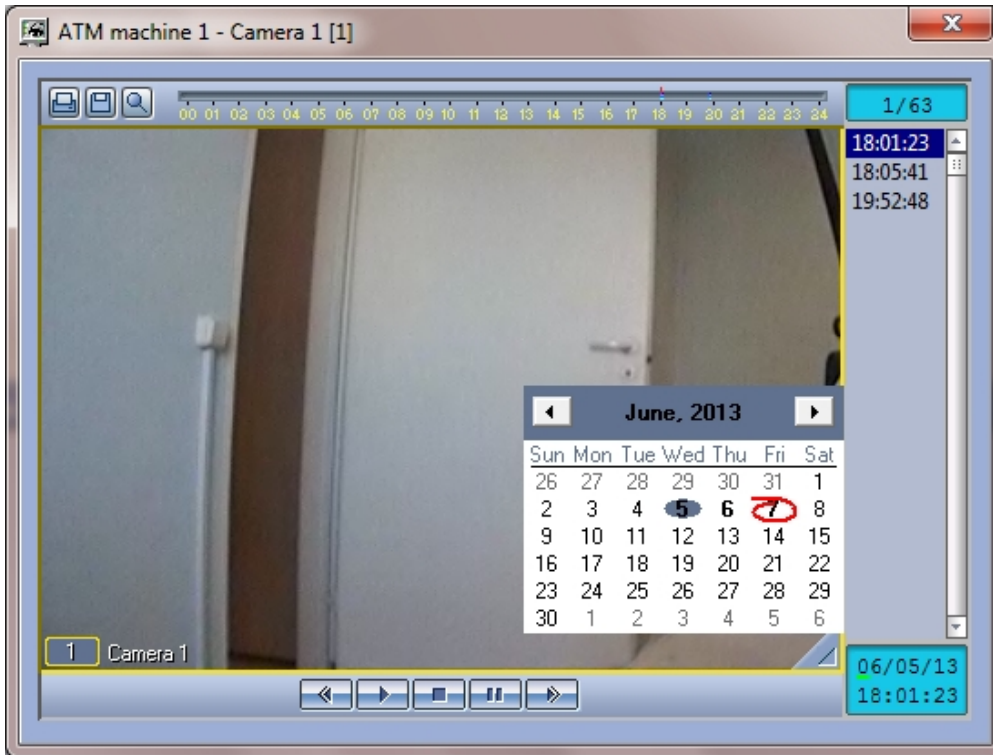 ATM machine 1 - Camera 1 [1]
00 01 02 03 04 05 06 07 08 09 10 11 12 13 14 15 16 17 18 19 20 21 22 23 24
1/63
18:01:23
18:05:41
19:52:48
June, 2013
Sun Mon Tue Wed Thu Fri Sat
26 27 28 29 30 31 1
2 3 4 5 6 7 8
9 10 11 12 13 14 15
16 17 18 19 20 21 22
23 24 25 26 27 28 29
30 1 2 3 4 5 6
1 Camera 1
06/05/13
18:01:23